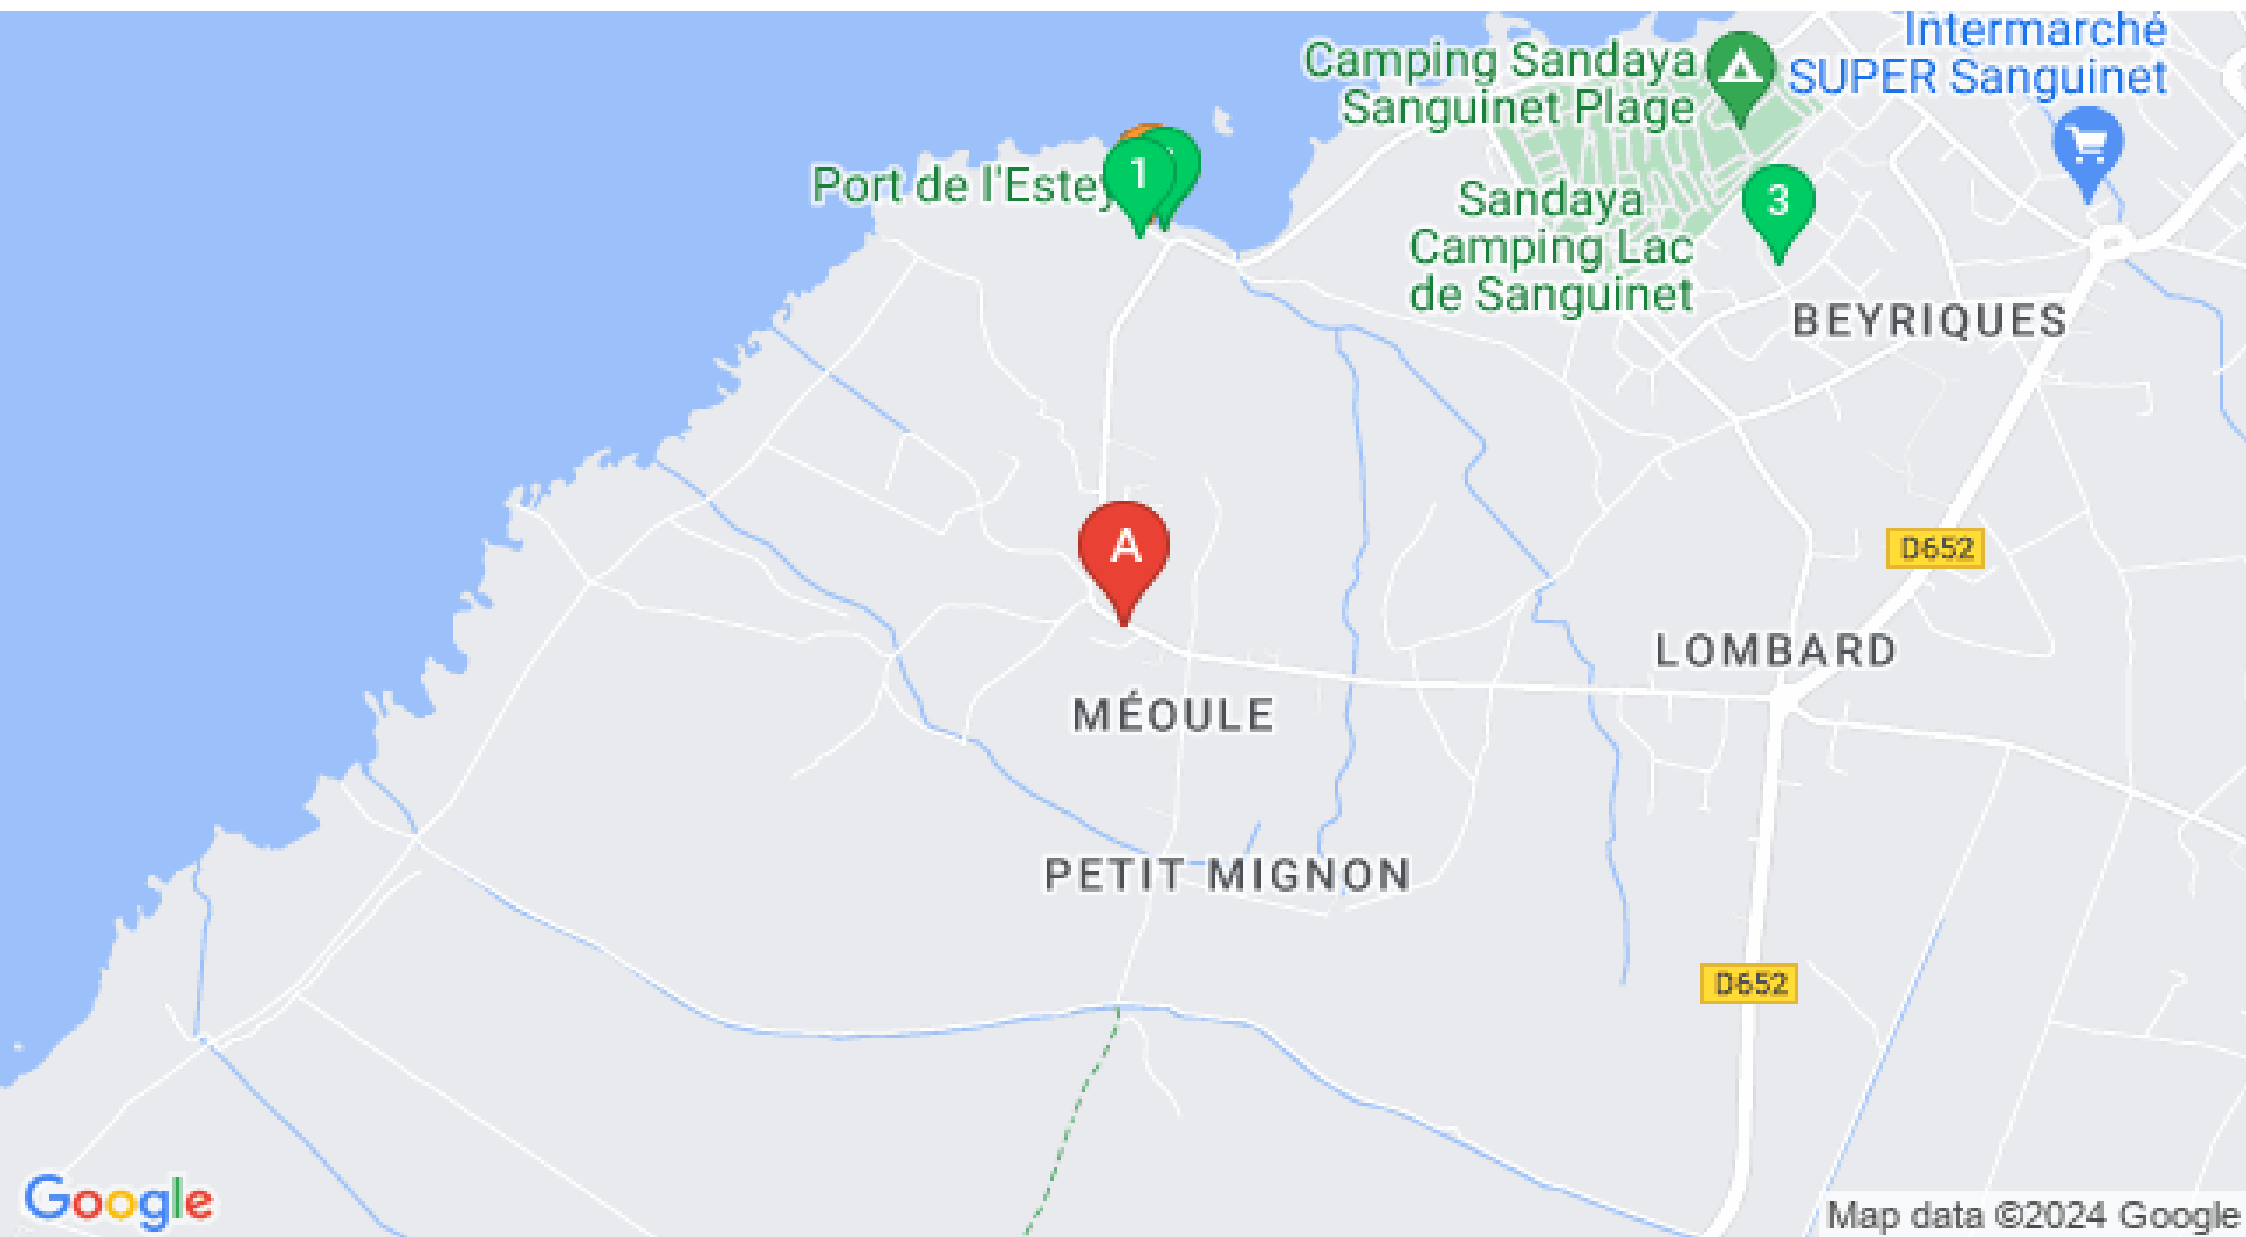 Intermarché
SUPER Sanguinet
Camping Sandaya
Sanguinet Plage
Port de l'Estey
1
3
Sandaya
Camping Lac
de Sanguinet
BEYRIQUES
A
D652
LOMBARD
MÉOULE
PETIT MIGNON
D652
Google
Map data ©2024 Google